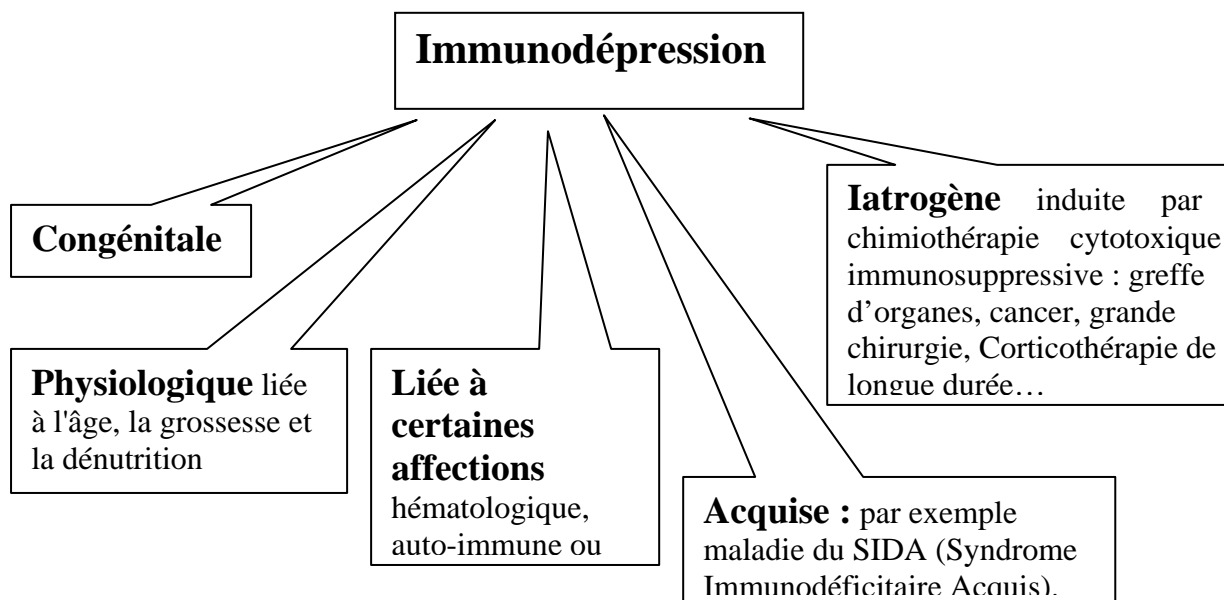 Immunodépression
Congénitale
Physiologique liée
à l'âge, la grossesse et
la dénutrition
Liée à
certaines
affections
hématologique,
auto-immune ou
Acquise : par exemple
maladie du SIDA (Syndrome
Immunodéficitaire Acquis).
Iatrogène induite par
chimiothérapie cytotoxique
immunosuppressive : greffe
d’organes, cancer, grande
chirurgie, Corticothérapie de
longue durée…